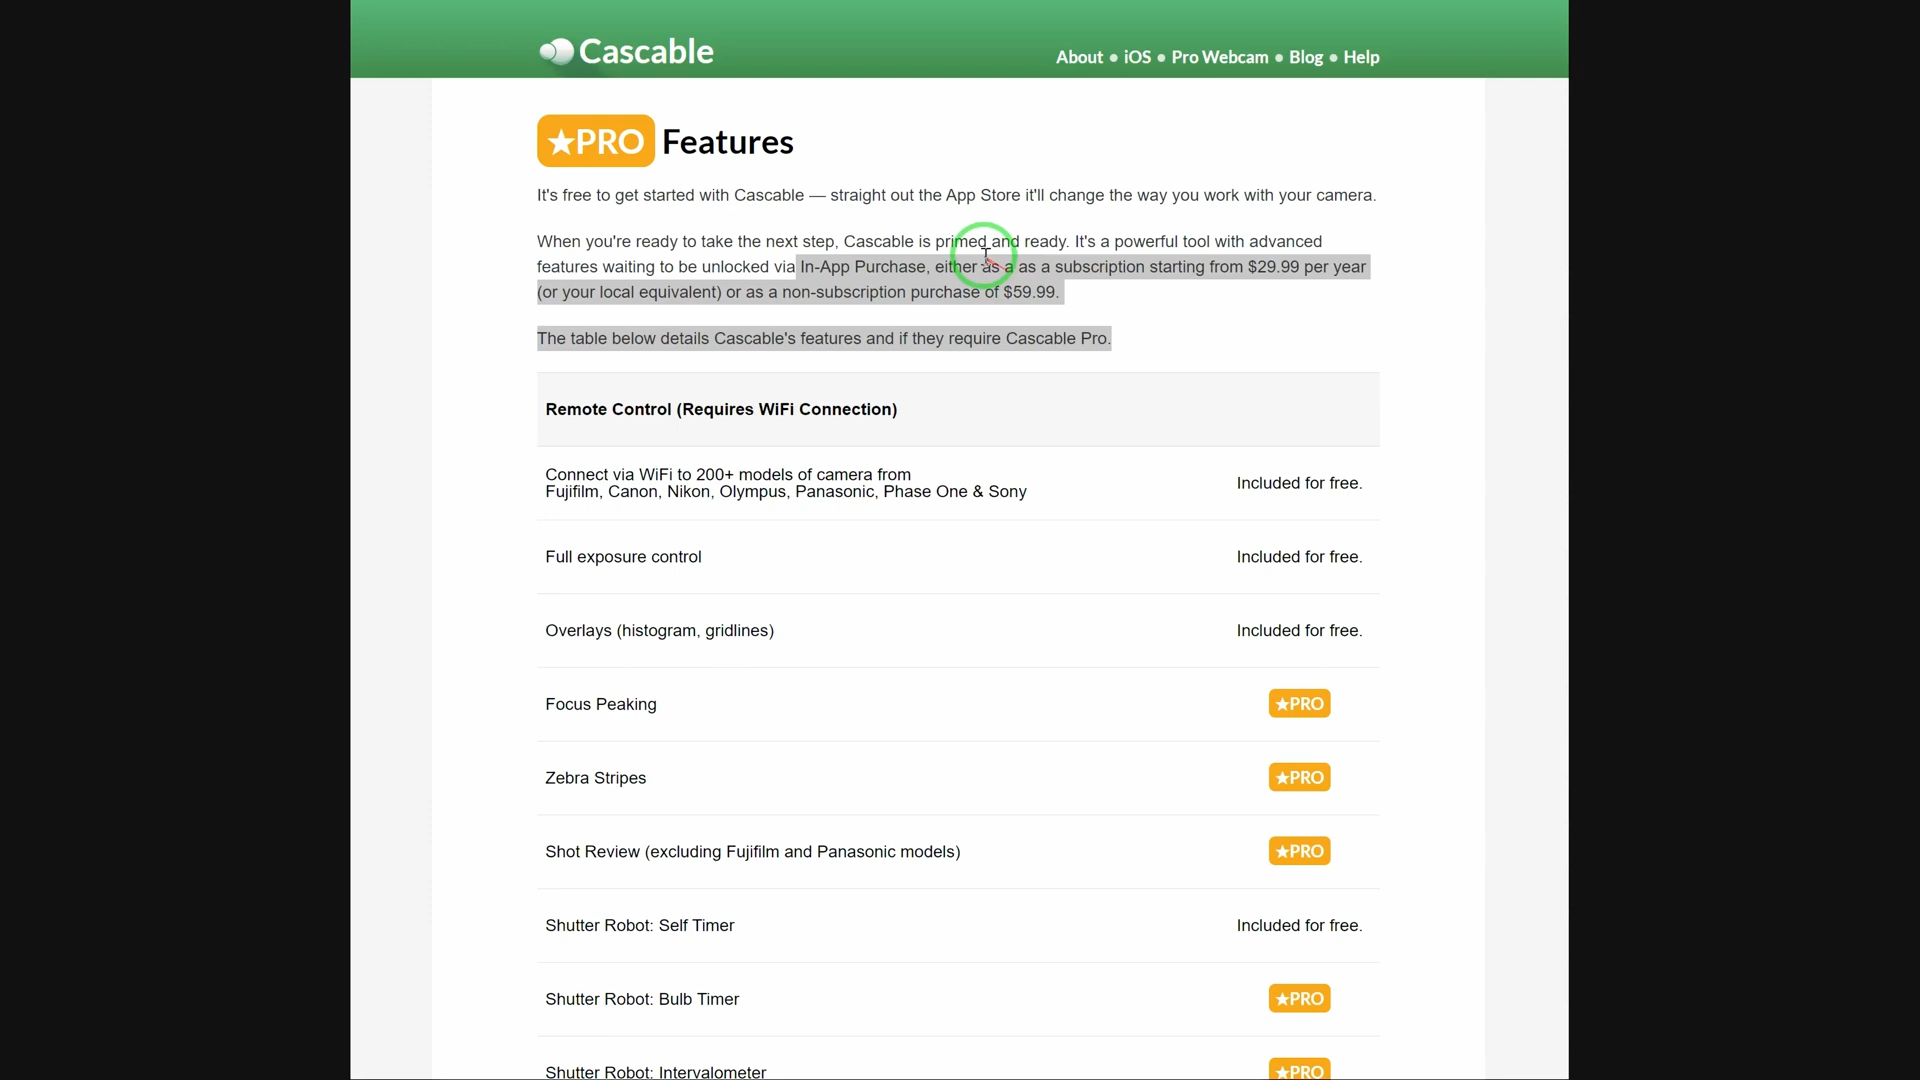 Cascable
About • iOS • Pro Webcam • Blog • Help
★PRO Features
It's free to get started with Cascable — straight out the App Store it'll change the way you work with your camera.
When you're ready to take the next step, Cascable is primed and ready. It's a powerful tool with advanced
features waiting to be unlocked via In-App Purchase, either as a as a subscription starting from $29.99 per year
(or your local equivalent) or as a non-subscription purchase of $59.99.
The table below details Cascable's features and if they require Cascable Pro.
Remote Control (Requires WiFi Connection)
Connect via WiFi to 200+ models of camera from
Fujifilm, Canon, Nikon, Olympus, Panasonic, Phase One & Sony
Included for free.
Full exposure control
Included for free.
Overlays (histogram, gridlines)
Included for free.
Focus Peaking
★PRO
Zebra Stripes
★PRO
Shot Review (excluding Fujifilm and Panasonic models)
★PRO
Shutter Robot: Self Timer
Included for free.
Shutter Robot: Bulb Timer
★PRO
Shutter Robot: Intervalometer
★PRO